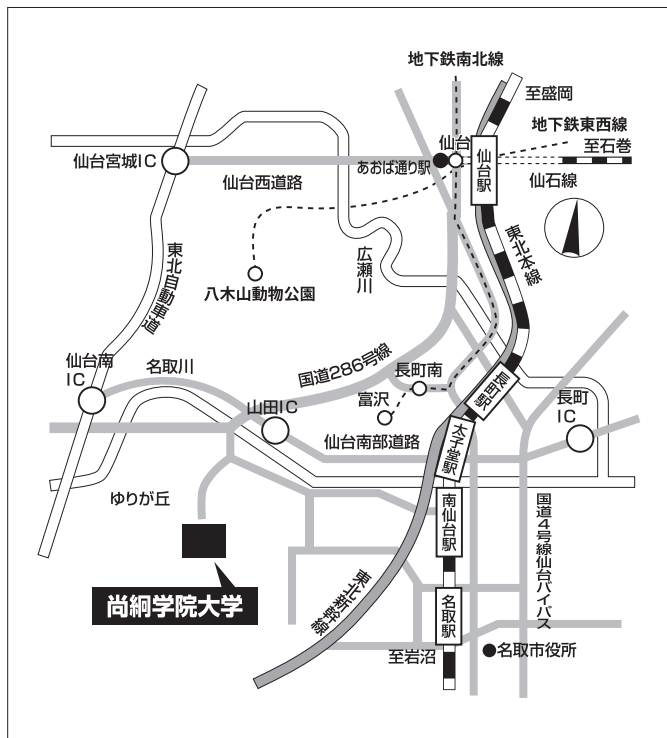 地下鉄南北線
至盛岡
地下鉄東西線
仙台
至石巻
仙台宮城IC
あおば通り駅
仙台駅
仙台西道路
仙石線
東北本線
広瀬川
東北自動車道
八木山動物公園
仙台南
IC
名取川
国道286号線
長町南
長町駅
長町
IC
山田IC
富沢
太子堂駅
仙台南部道路
ゆりが丘
南仙台駅
国道4号線仙台バイパス
尚絅学院大学
東北新幹線
名取駅
至岩沼
名取市役所